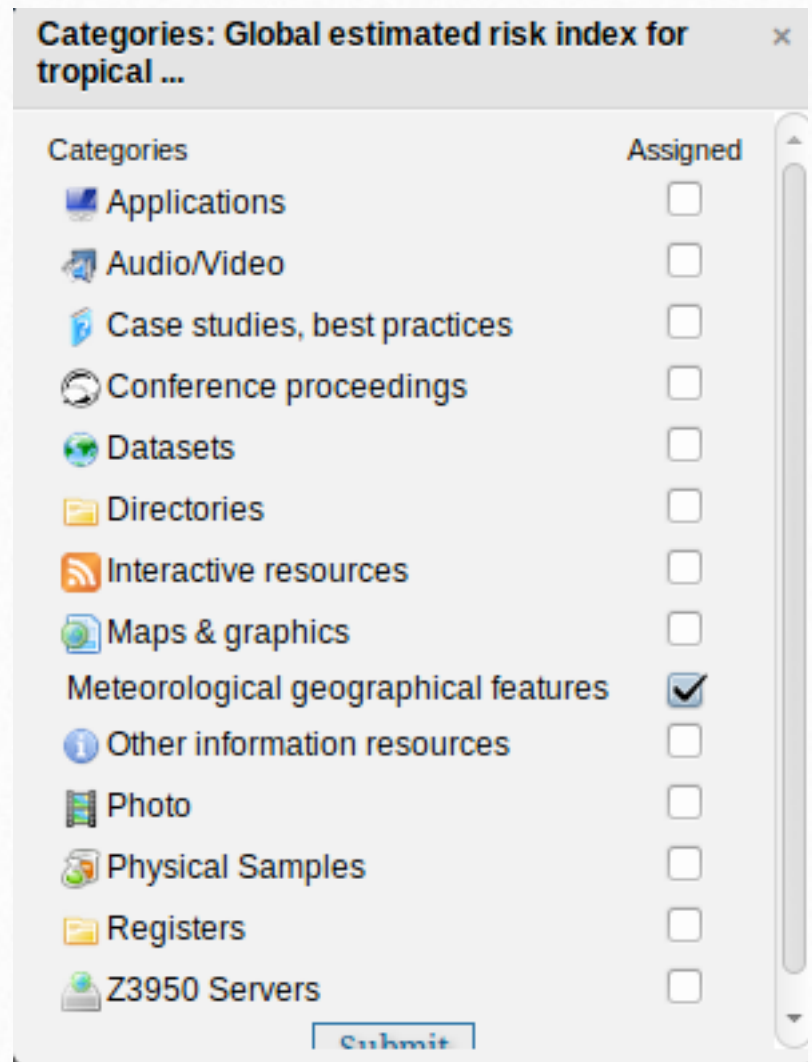 Categories: Global estimated risk index for
tropical ...
×
Categories Assigned
Applications
Audio/Video
Case studies, best practices
Conference proceedings
Datasets
Directories
Interactive resources
Maps & graphics
Meteorological geographical features
Other information resources
Photo
Physical Samples
Registers
Z3950 Servers
Submit